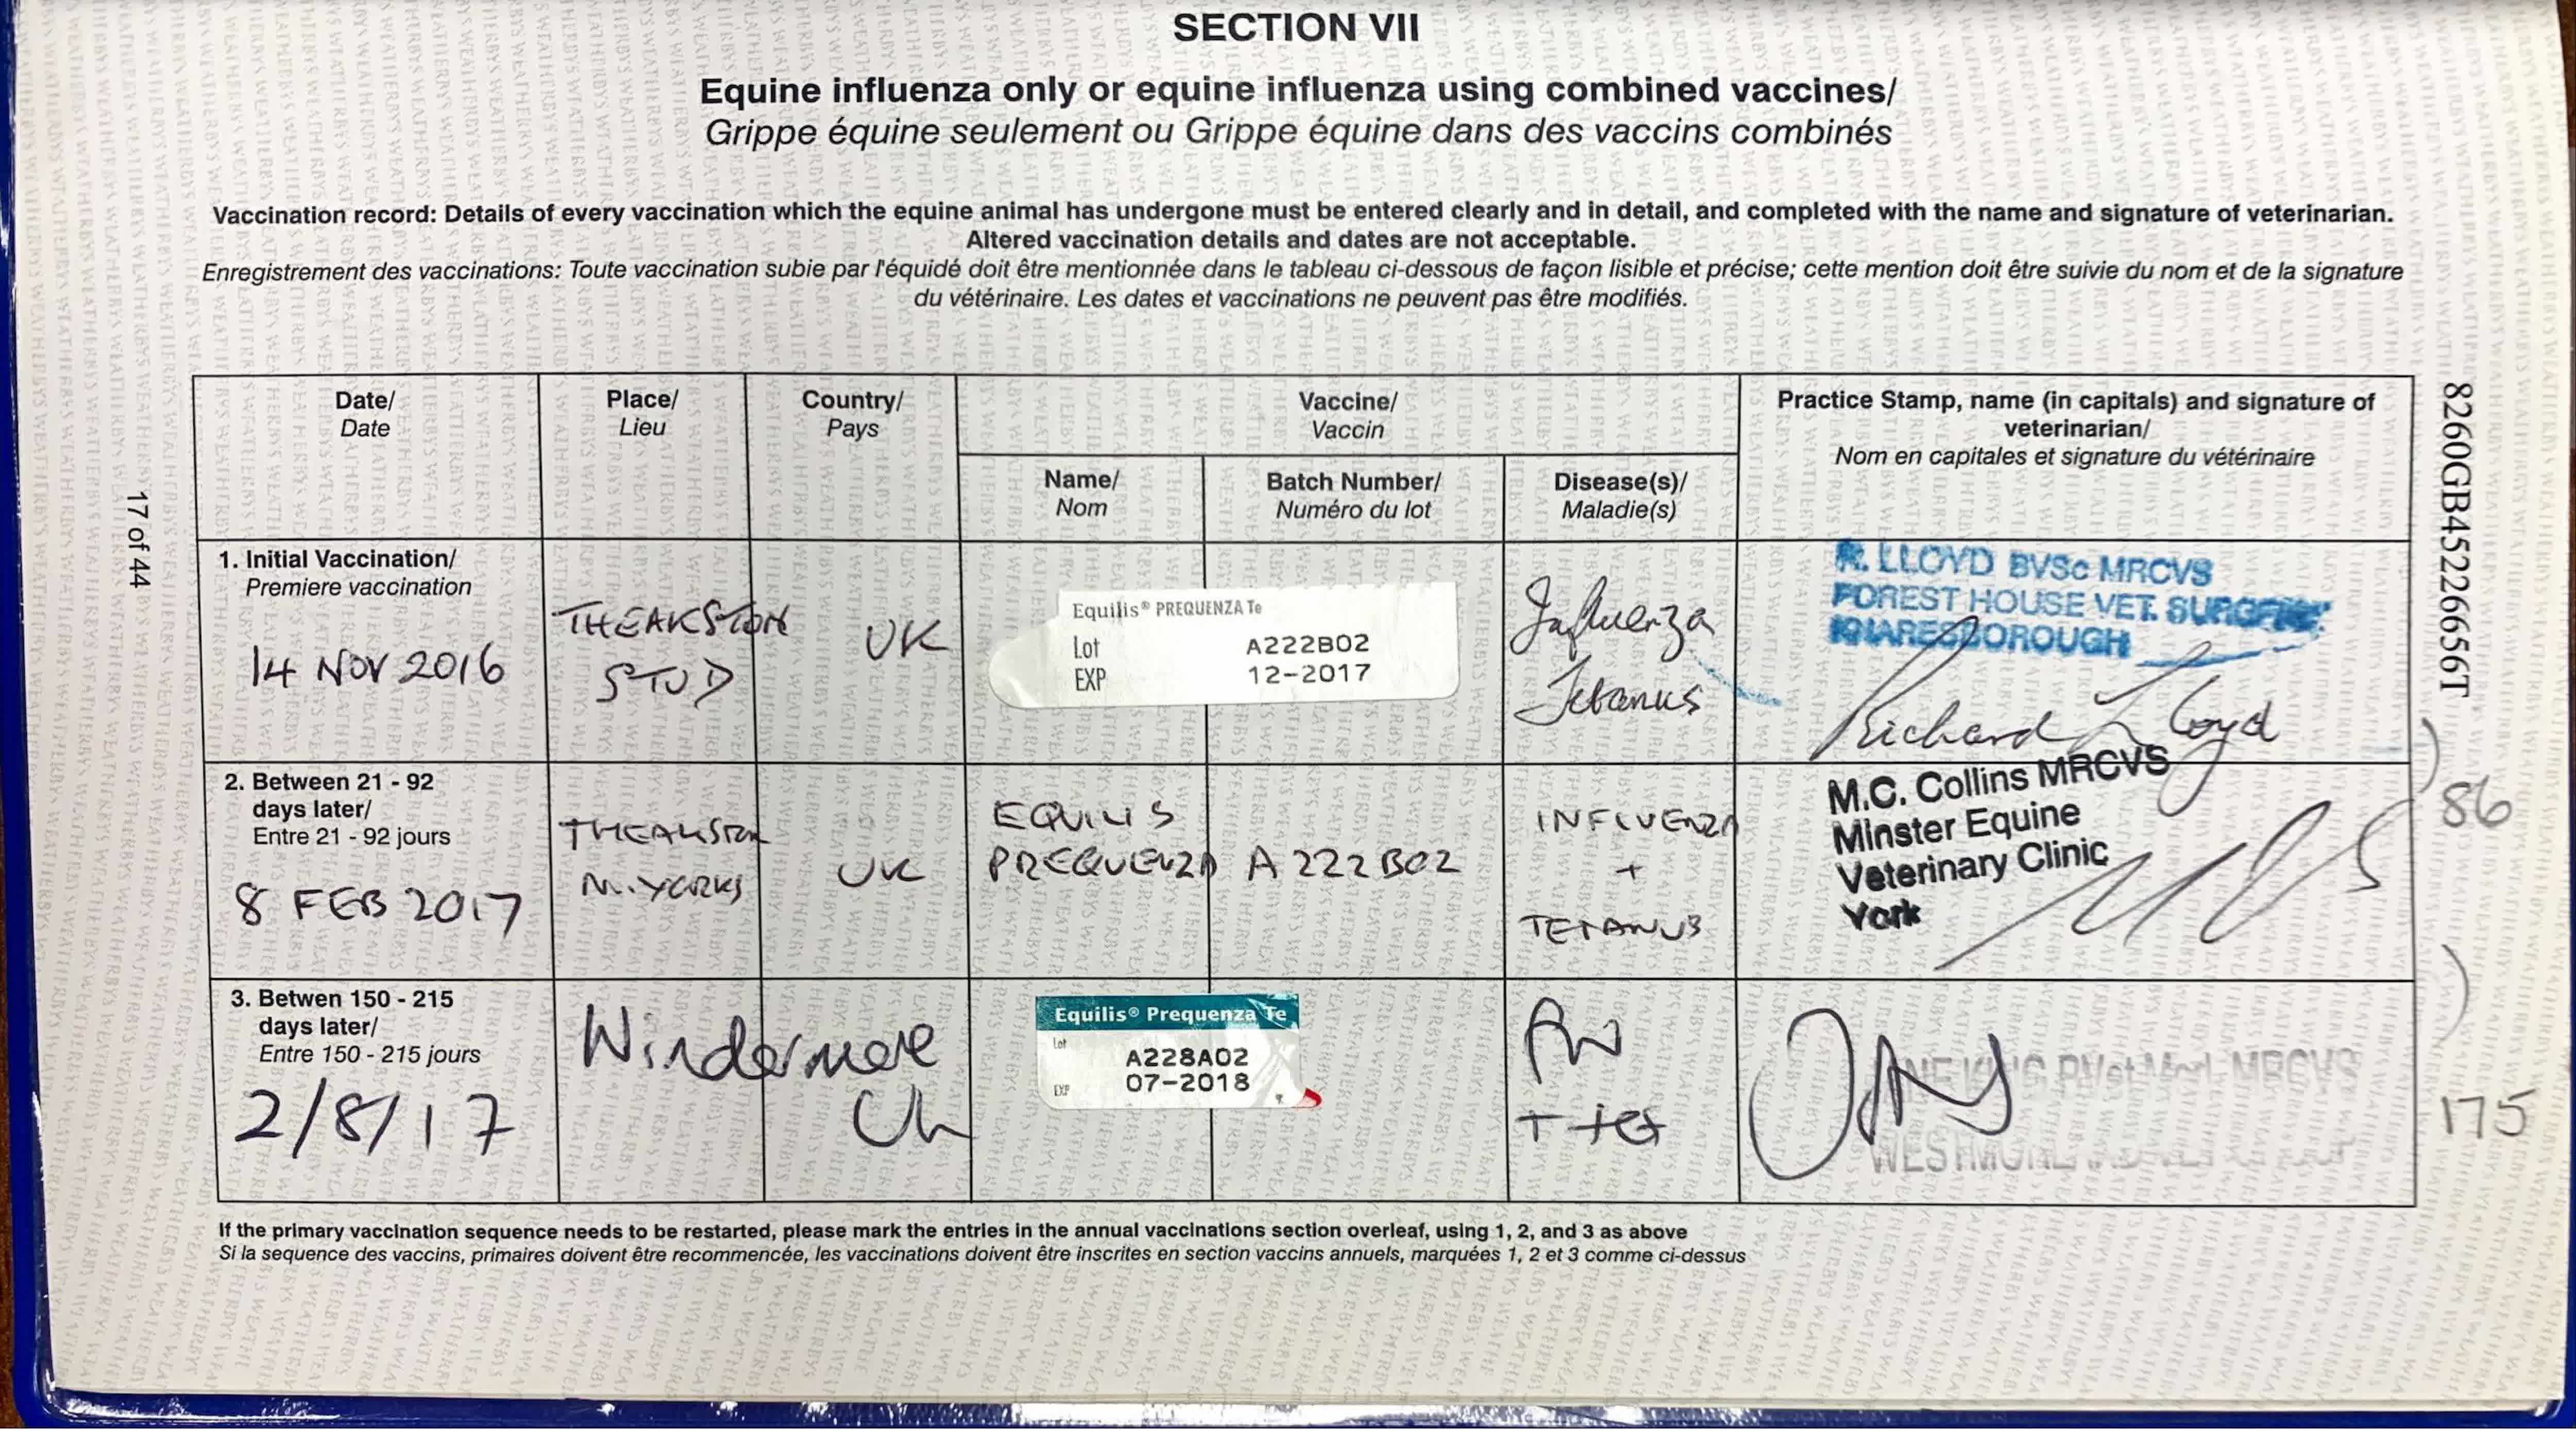 SECTION VII
Equine influenza only or equine influenza using combined vaccines/
Grippe équine seulement ou Grippe équine dans des vaccins combinés
Vaccination record: Details of every vaccination which the equine animal has undergone must be entered clearly and in detail, and completed with the name and signature of veterinarian.
Altered vaccination details and dates are not acceptable.
Enregistrement des vaccinations: Toute vaccination subie par l'équidé doit être mentionnée dans le tableau ci-dessous de façon lisible et précise; cette mention doit être suivie du nom et de la signature
du vétérinaire. Les dates et vaccinations ne peuvent pas être modifiés.
Date/
Date
Place/
Lieu
Country/
Pays
Vaccine/
Vaccin
Name/
Nom
Batch Number/
Numéro du lot
Disease(s)/
Maladie(s)
Practice Stamp, name (in capitals) and signature of
veterinarian/
Nom en capitales et signature du vétérinaire
1. Initial Vaccination/
Premiere vaccination
14 NOV 2016
THEAKSTON
STUD
UK
Equilis® PREQUENZA Te
Lot A222B02
EXP 12-2017
Influenza
Tetanus
R. LLOYD BVSc MRCVS
FOREST HOUSE VET. SURGERY
KNARESBOROUGH
Richard Lloyd
2. Between 21 - 92
days later/
Entre 21 - 92 jours
8 FEB 2017
THEAKSTON
N. YORKS
UK
EQUILIS
PREQUENZA
A222B02
INFLUENZA
+
TETANUS
M.C. Collins MRCVS
Minster Equine
Veterinary Clinic
York
3. Betwen 150 - 215
days later/
Entre 150 - 215 jours
2/8/17
Windermere
UK
Equilis® Prequenza Te
Lot A228A02
EXP 07-2018
KING BVet Med MRCVS
If the primary vaccination sequence needs to be restarted, please mark the entries in the annual vaccinations section overleaf, using 1, 2, and 3 as above
Si la sequence des vaccins, primaires doivent être recommencée, les vaccinations doivent être inscrites en section vaccins annuels, marquées 1, 2 et 3 comme ci-dessus
17 of 44
8260GB45226656T
86
175